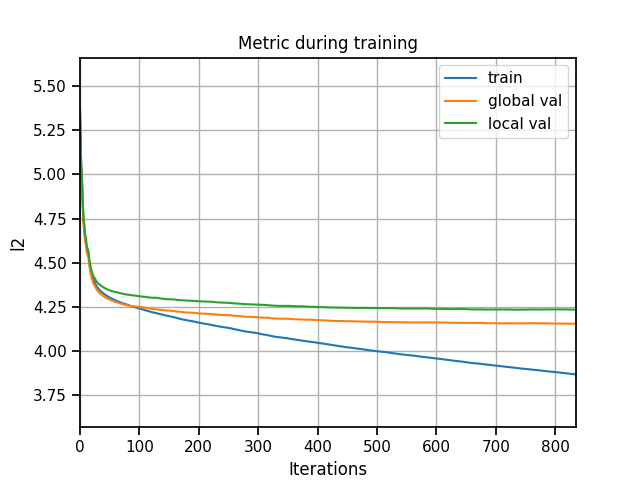 Metric during training
train
global val
local val
5.50
5.25
5.00
4.75
4.50
4.25
4.00
3.75
l2
0 100 200 300 400 500 600 700 800
Iterations